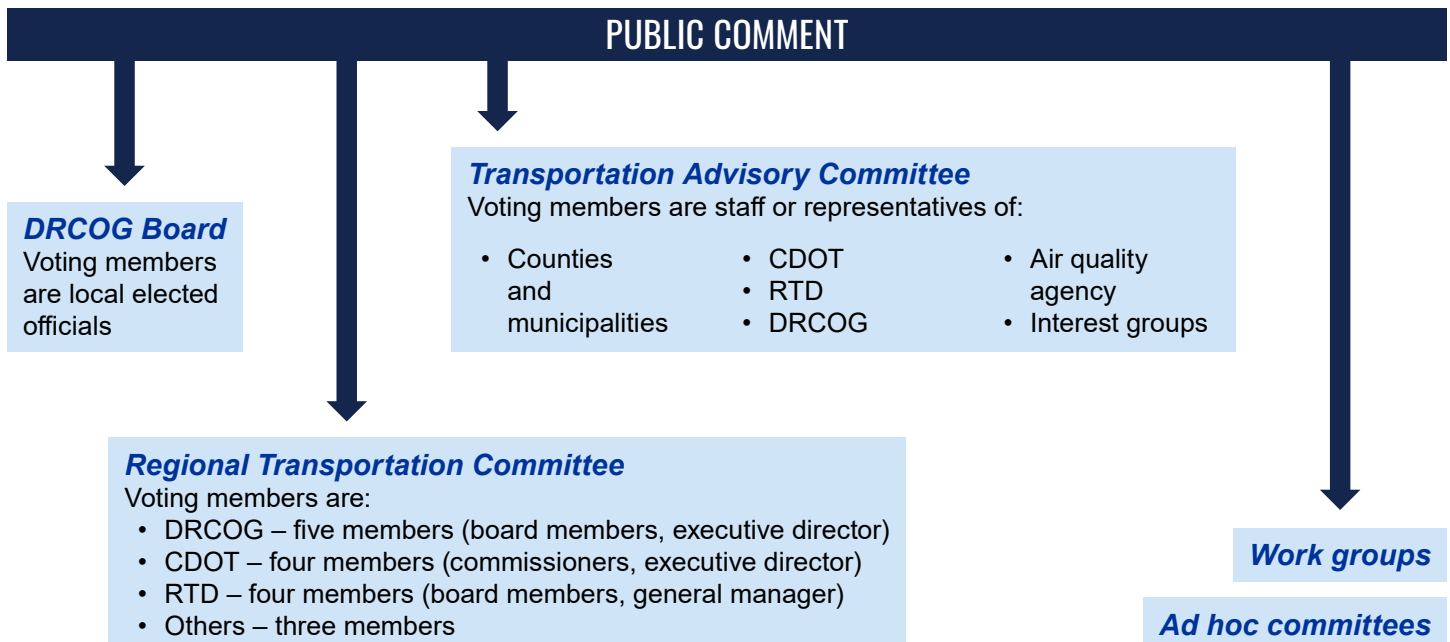 PUBLIC COMMENT
DRCOG Board
Voting members
are local elected
officials
Transportation Advisory Committee
Voting members are staff or representatives of:
• Counties
and
municipalities
• CDOT
• RTD
• DRCOG
• Air quality
agency
• Interest groups
Regional Transportation Committee
Voting members are:
• DRCOG – five members (board members, executive director)
• CDOT – four members (commissioners, executive director)
• RTD – four members (board members, general manager)
• Others – three members
Work groups
Ad hoc committees